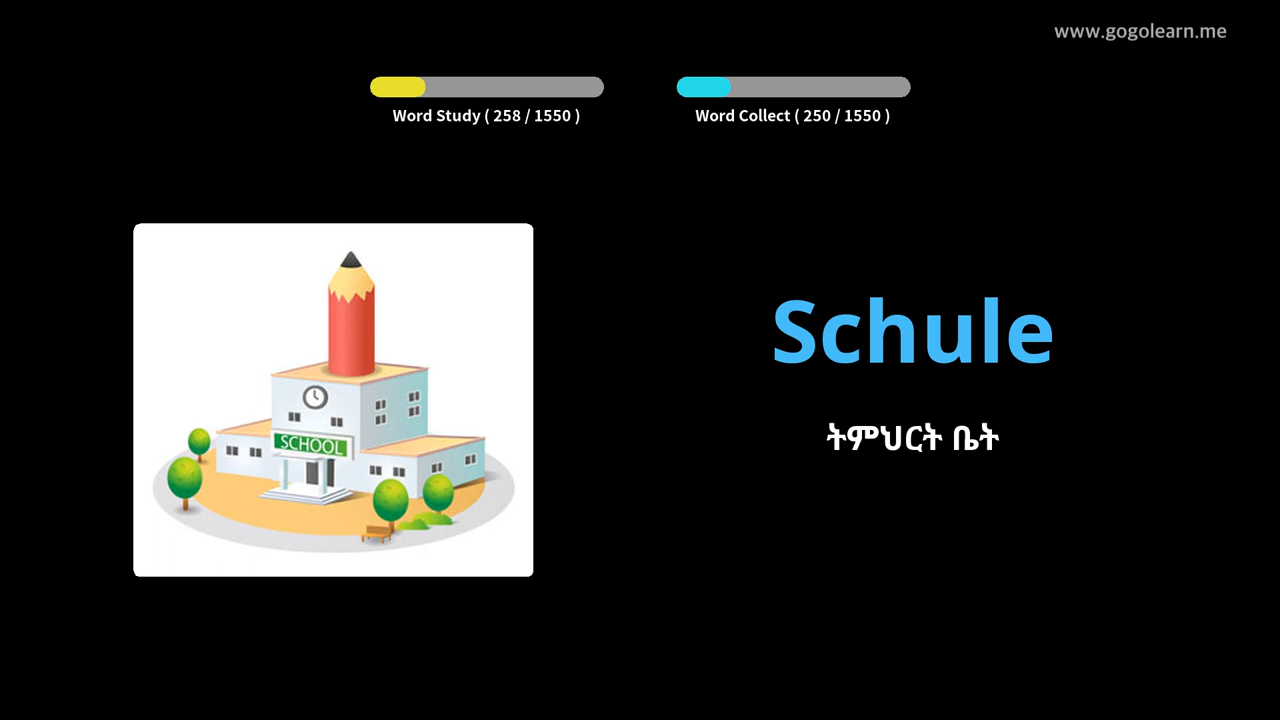 www.gogolearn.me
Word Study ( 258 / 1550 )
Word Collect ( 250 / 1550 )
SCHOOL
Schule
ትምህርት ቤት